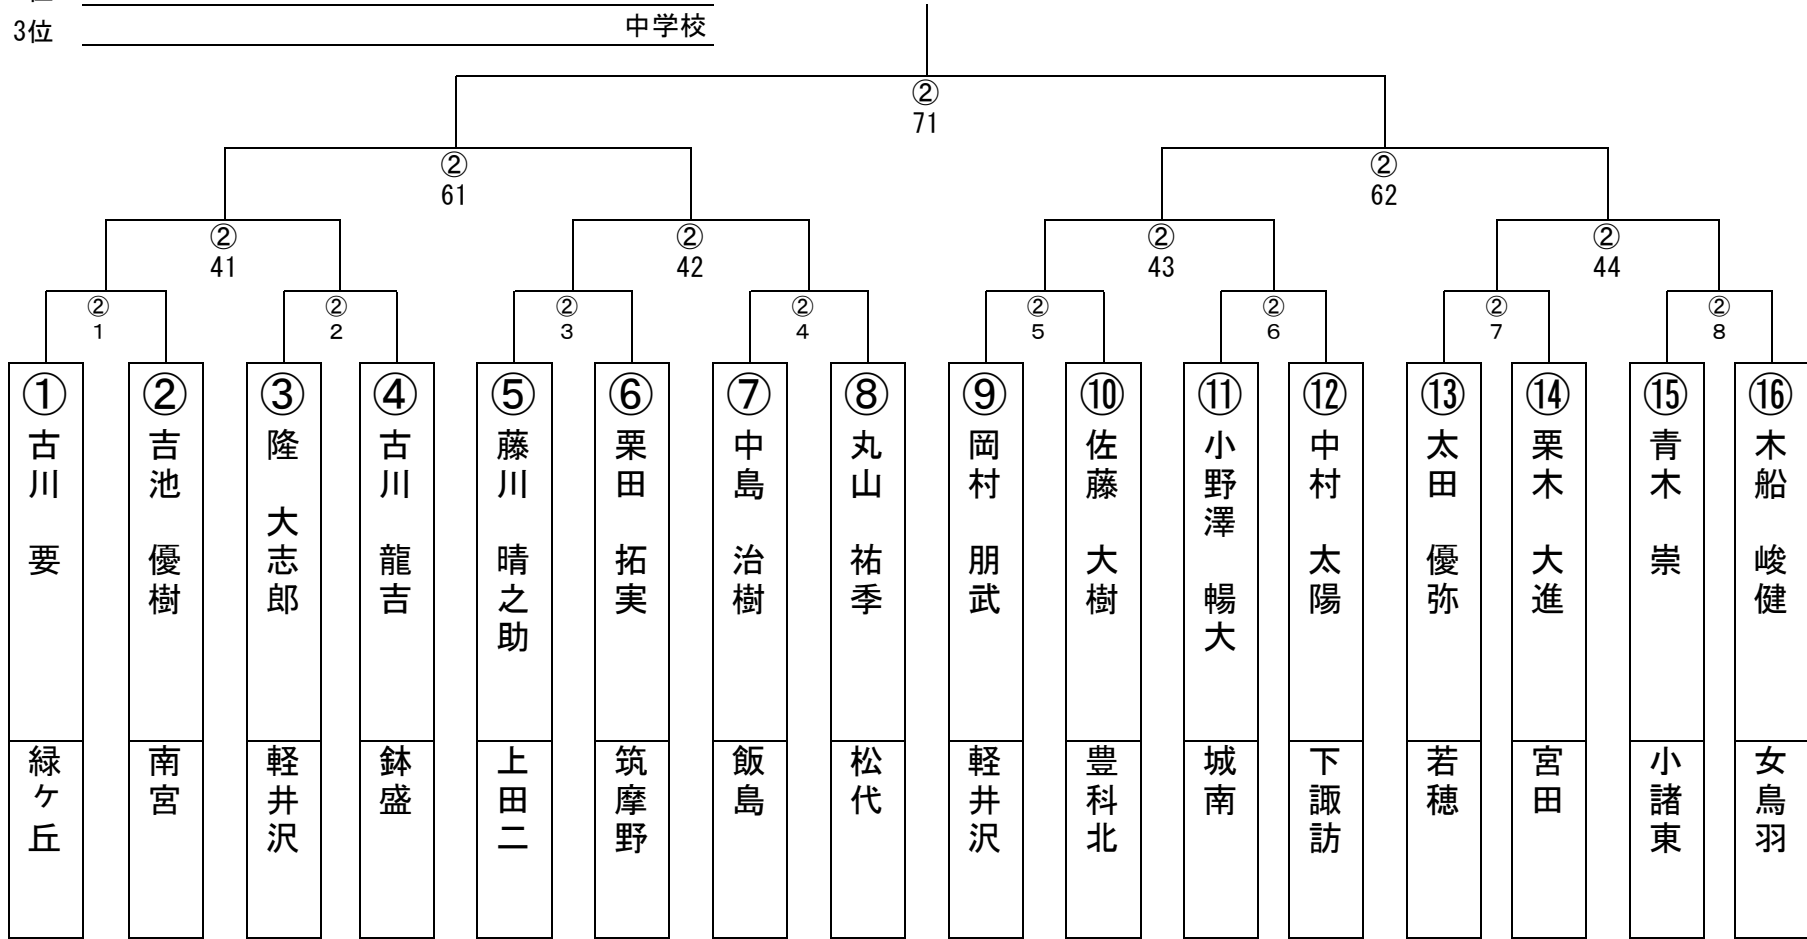 3位
中学校
②
71
②
61
②
62
②
41
②
42
②
43
②
44
②
1
②
2
②
3
②
4
②
5
②
6
②
7
②
8
①
古川 要
緑ケ丘
②
吉池 優樹
南宮
③
隆 大志郎
軽井沢
④
古川 龍吉
鉢盛
⑤
藤川 晴之助
上田二
⑥
栗田 拓実
筑摩野
⑦
中島 治樹
飯島
⑧
丸山 祐季
松代
⑨
岡村 朋武
軽井沢
⑩
佐藤 大樹
豊科北
⑪
小野澤 暢大
城南
⑫
中村 太陽
下諏訪
⑬
太田 優弥
若穂
⑭
栗木 大進
宮田
⑮
青木 崇
小諸東
⑯
木船 峻健
女鳥羽